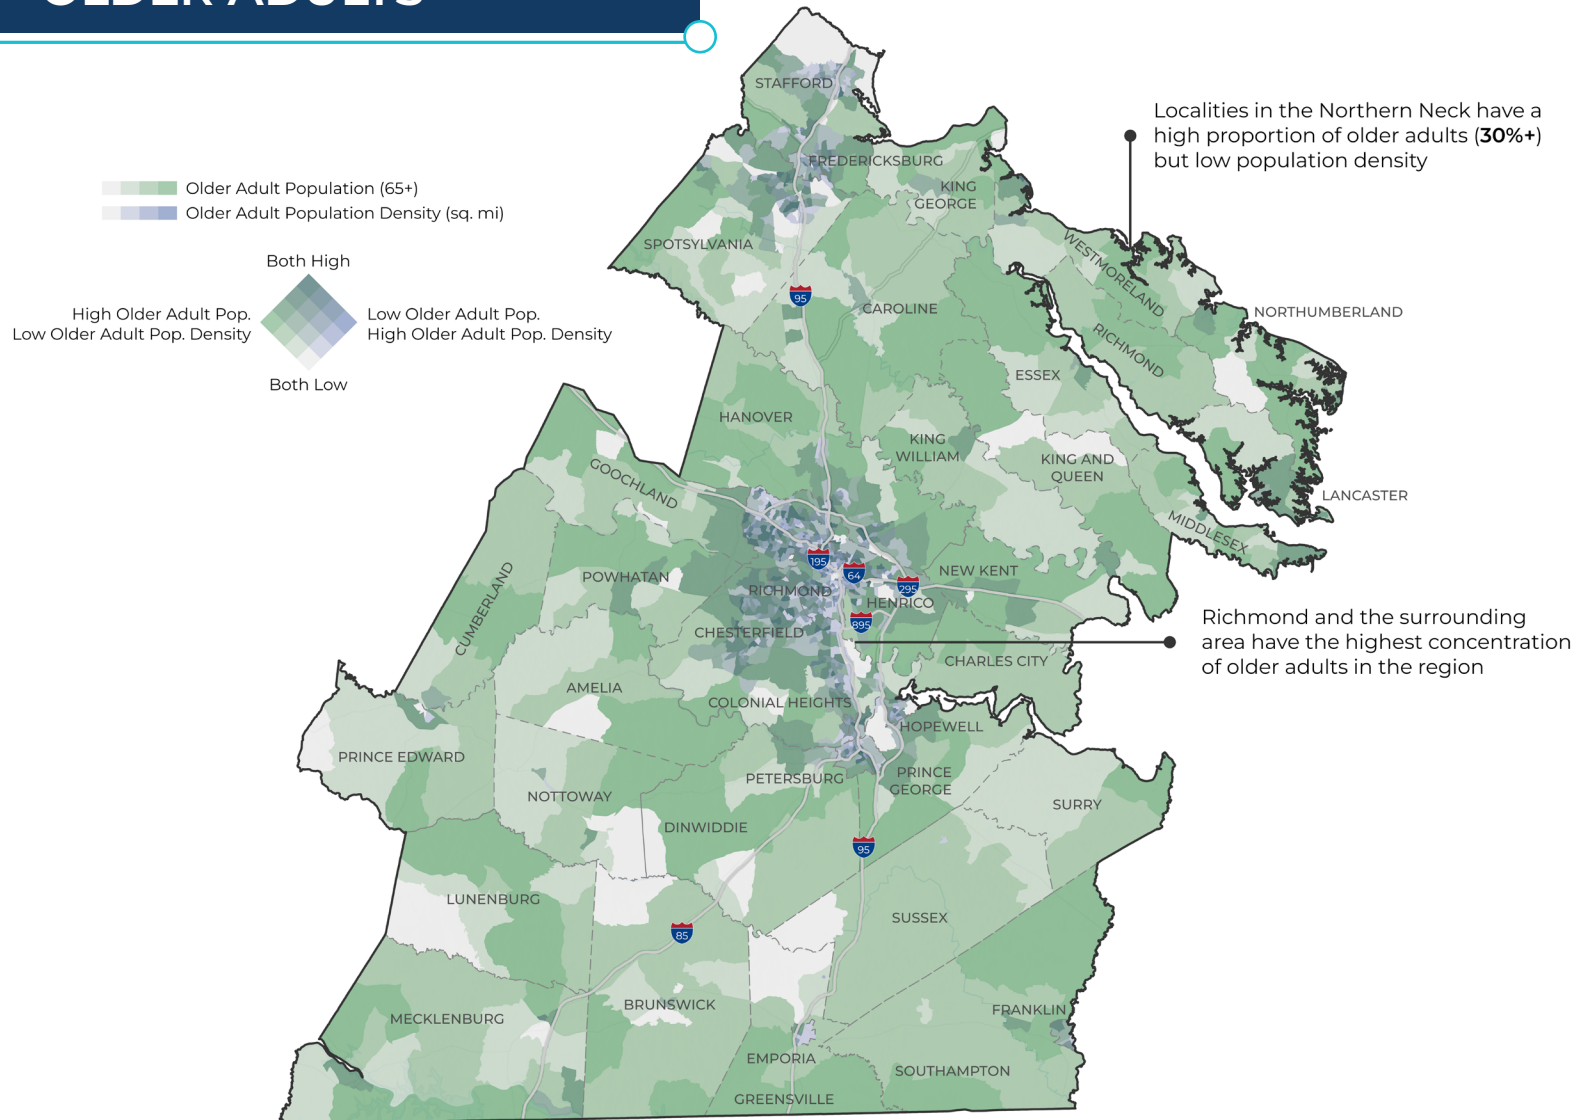 OLDER ADULTS
Older Adult Population (65+)
Older Adult Population Density (sq. mi)
Both High
High Older Adult Pop.
Low Older Adult Pop. Density
Low Older Adult Pop.
High Older Adult Pop. Density
Both Low
Localities in the Northern Neck have a
high proportion of older adults (30%+)
but low population density
Richmond and the surrounding
area have the highest concentration
of older adults in the region
STAFFORD
FREDERICKSBURG
KING
GEORGE
SPOTSYLVANIA
WESTMORELAND
95
CAROLINE
NORTHUMBERLAND
RICHMOND
ESSEX
HANOVER
KING
WILLIAM
KING AND
QUEEN
GOOCHLAND
LANCASTER
MIDDLESEX
195
64
295
NEW KENT
POWHATAN
RICHMOND
HENRICO
CUMBERLAND
895
CHESTERFIELD
CHARLES CITY
AMELIA
COLONIAL HEIGHTS
HOPEWELL
PRINCE EDWARD
PETERSBURG
PRINCE
GEORGE
NOTTOWAY
SURRY
DINWIDDIE
95
LUNENBURG
SUSSEX
85
BRUNSWICK
FRANKLIN
MECKLENBURG
EMPORIA
SOUTHAMPTON
GREENSVILLE